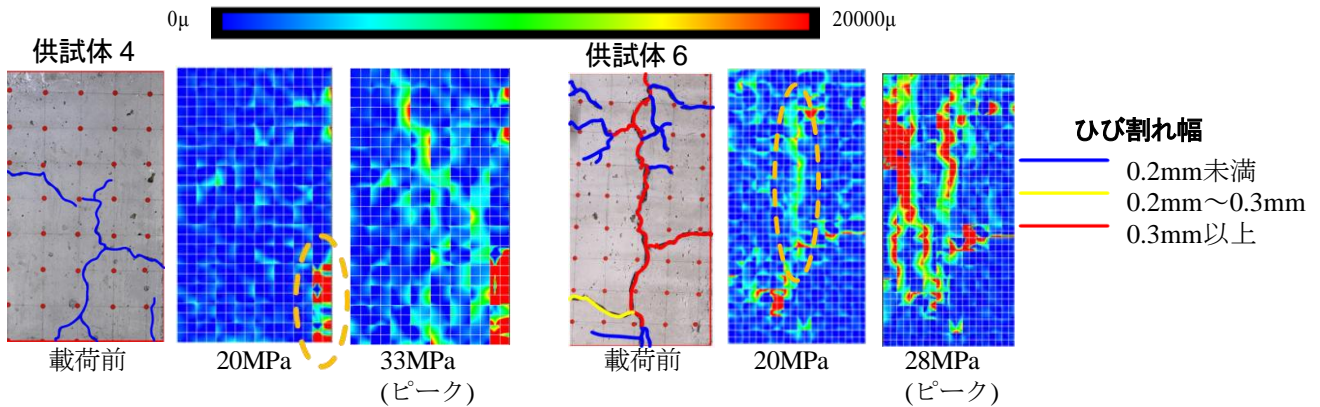 0μ 20000μ
供試体 4
供試体 6
ひび割れ幅
0.2mm未満
0.2mm～0.3mm
0.3mm以上
載荷前
20MPa
33MPa
(ピーク)
載荷前
20MPa
28MPa
(ピーク)